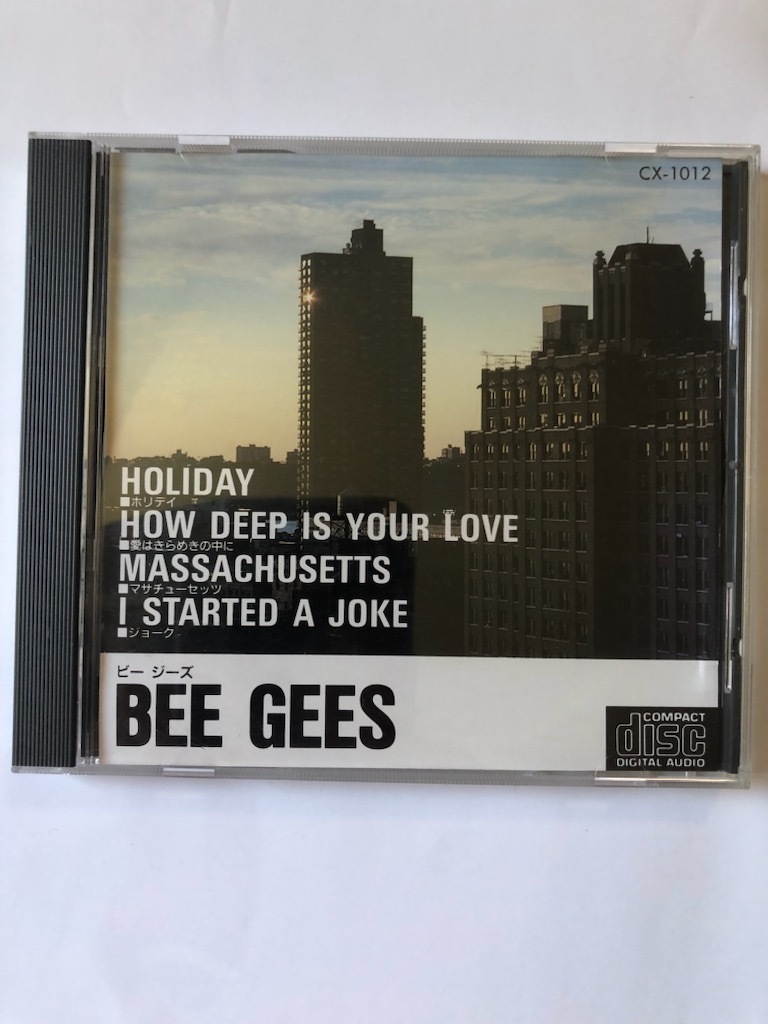 CX-1012
HOLIDAY
■ホリデイ
HOW DEEP IS YOUR LOVE
■愛はきらめきの中に
MASSACHUSETTS
■マサチューセッツ
I STARTED A JOKE
■ジョーク
ビー ジーズ
BEE GEES
COMPACT
disc
DIGITAL AUDIO